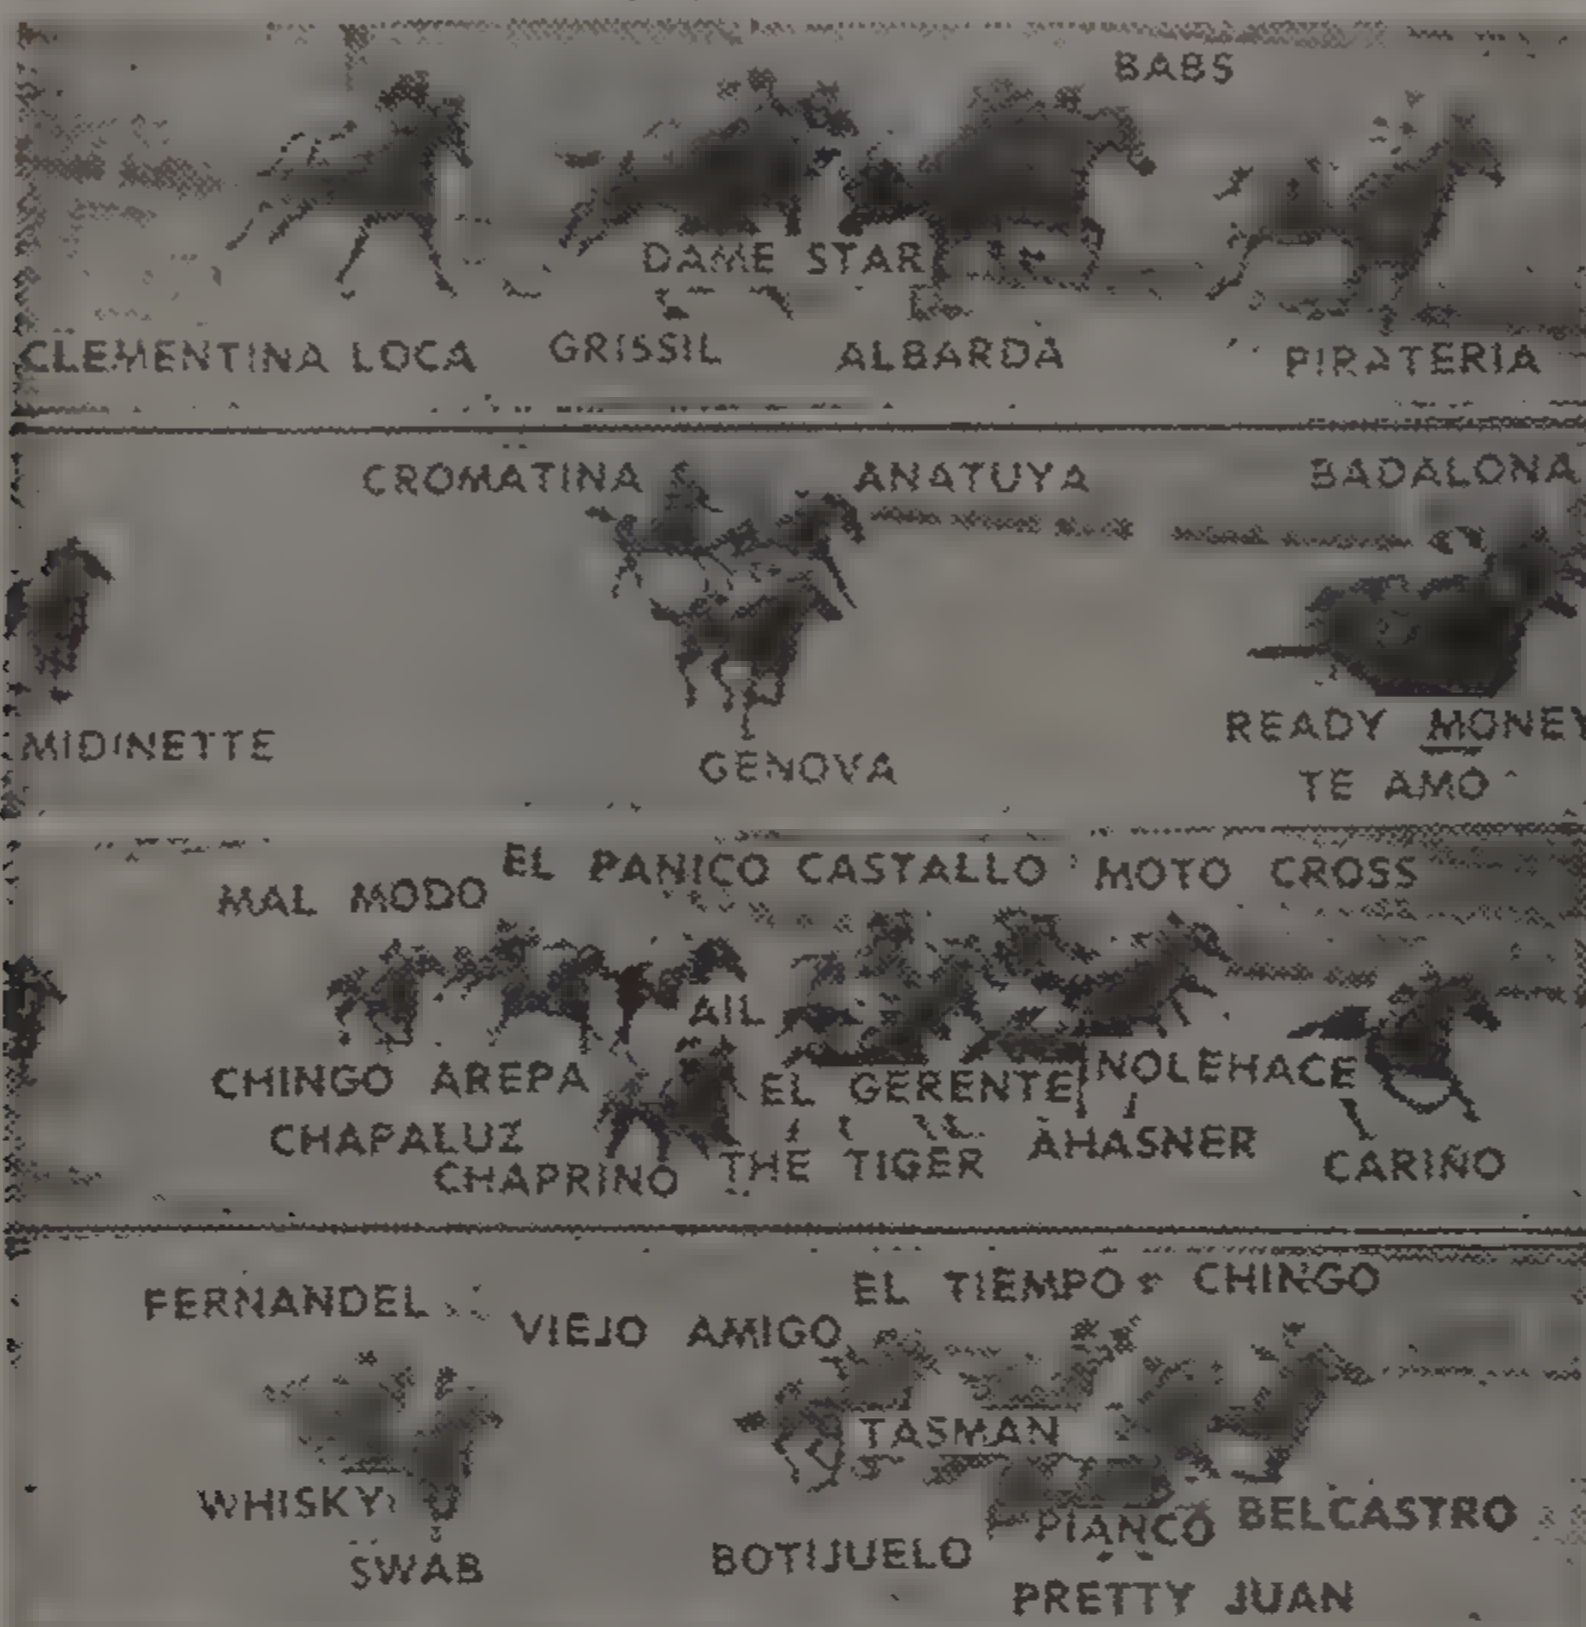 BABS
DAME STAR
CLEMENTINA LOCA GRISSIL ALBARDA PIRATERIA
CROMATINA ANATUYA BADALONA
MIDINETTE GENOVA READY MONEY
TE AMO
EL PANICO CASTALLO MOTO CROSS
MAL MODO
AIL
CHINGO AREPA EL GERENTE NOLEHACE
CHAPALUZ THE TIGER AHASNER CARIÑO
CHAPRINO
EL TIEMPO CHINGO
FERNANDEL VIEJO AMIGO
TASMAN
WHISKY PIANCO BELCASTRO
SWAB BOTIJUELO
PRETTY JUAN